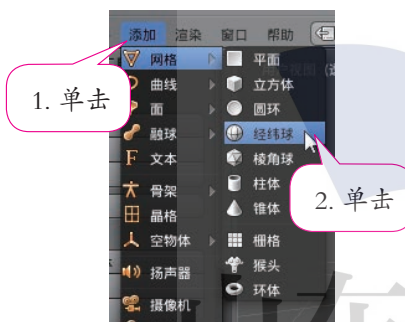 添加 渲染 窗口 帮助
网格 平面
曲线 立方体
面 圆环
融球 经纬球
文本 棱角球
骨架 柱体
晶格 锥体
空物体 栅格
扬声器 猴头
摄像机 环体
1. 单击
2. 单击